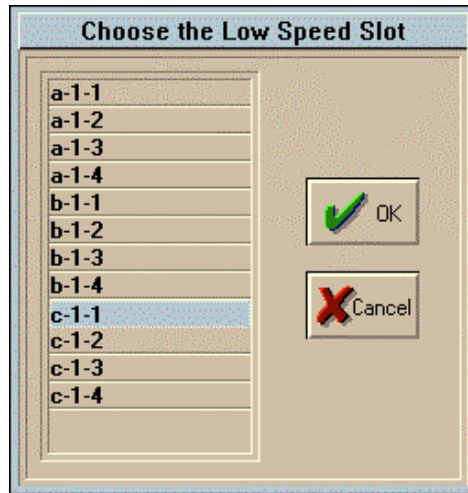 Choose the Low Speed Slot
a-1-1
a-1-2
a-1-3
a-1-4
b-1-1
b-1-2
b-1-3
b-1-4
c-1-1
c-1-2
c-1-3
c-1-4
OK
Cancel